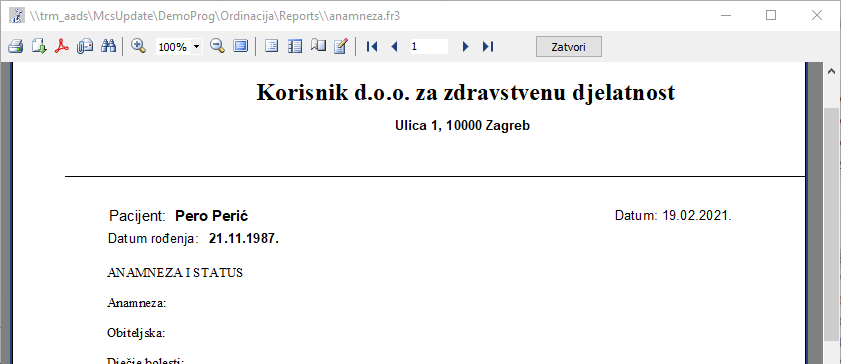 \\trm_aads\McsUpdate\DemoProg\Ordinacija\Reports\\anamneza.fr3
100% 1 Zatvori
Korisnik d.o.o. za zdravstvenu djelatnost
Ulica 1, 10000 Zagreb
Pacijent: Pero Perić Datum: 19.02.2021.
Datum rođenja: 21.11.1987.
ANAMNEZA I STATUS
Anamneza:
Obiteljska:
Dječje bolesti: